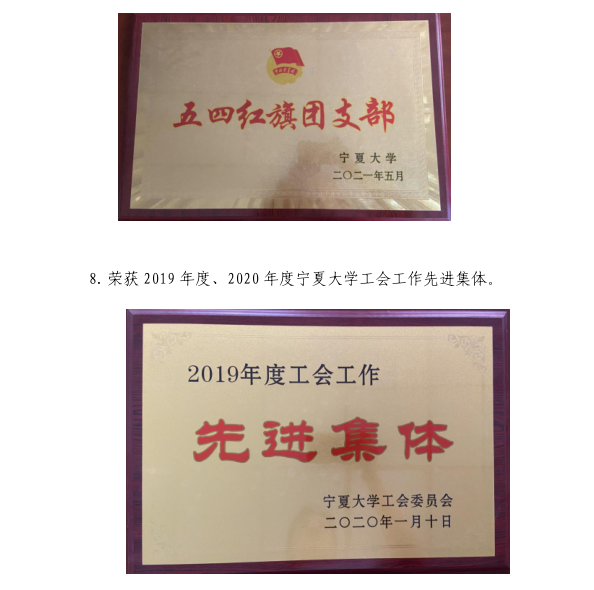 五四红旗团支部
宁夏大学
二〇二一年五月
8. 荣获 2019 年度、2020 年度宁夏大学工会工作先进集体。
2019年度工会工作
先进集体
宁夏大学工会委员会
二〇二〇年一月十日